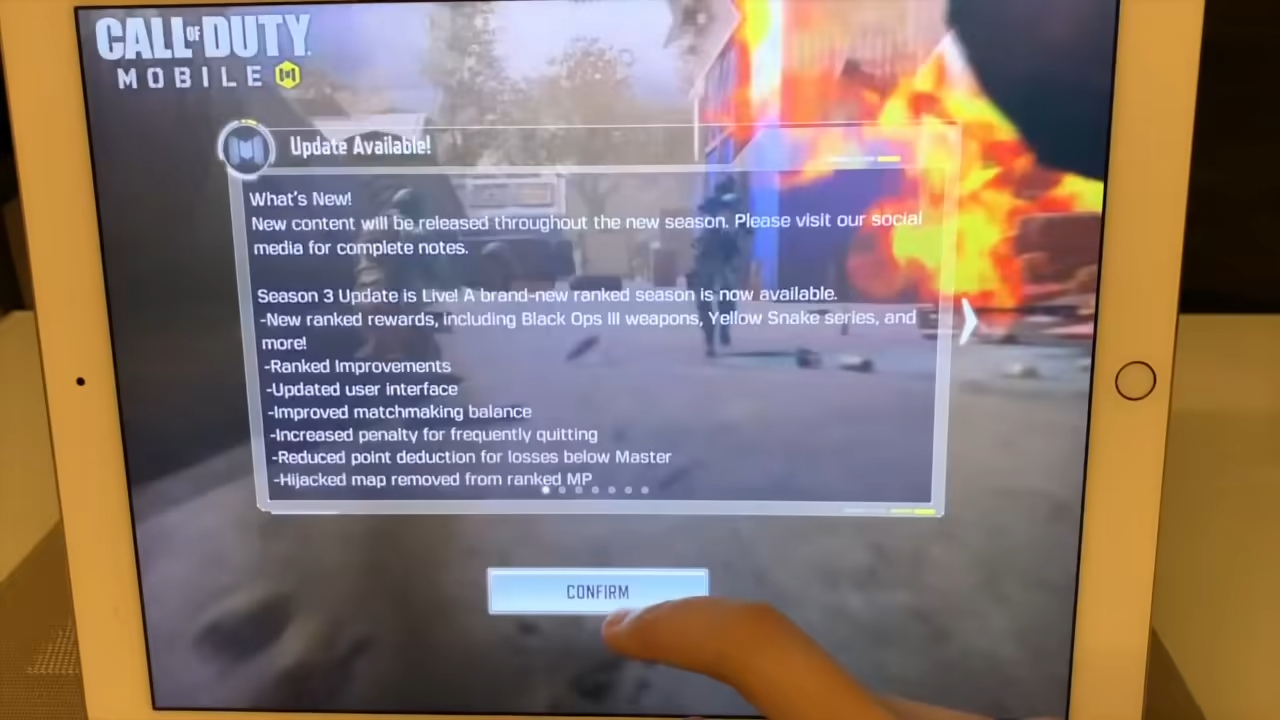 CALL OF DUTY
MOBILE
Update Available!
What's New!
New content will be released throughout the new season. Please visit our social
media for complete notes.
Season 3 Update is Live! A brand-new ranked season is now available.
-New ranked rewards, including Black Ops III weapons, Yellow Snake series, and
more!
-Ranked Improvements
-Updated user interface
-Improved matchmaking balance
-Increased penalty for frequently quitting
-Reduced point deduction for losses below Master
-Hijacked map removed from ranked MP
CONFIRM